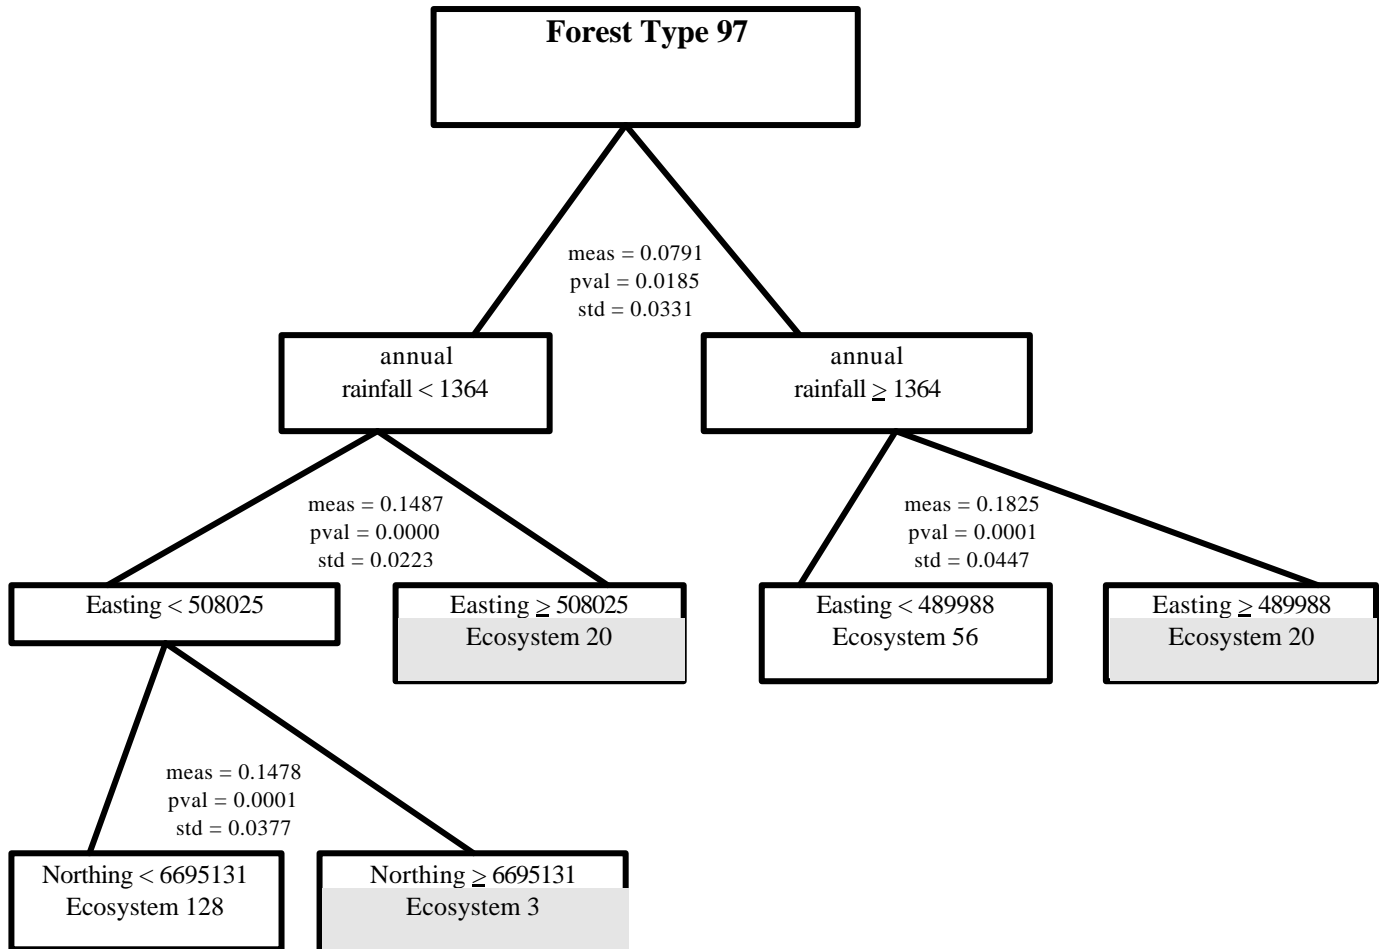 Forest Type 97
meas = 0.0791
pval = 0.0185
std = 0.0331
annual
rainfall < 1364
annual
rainfall ≥ 1364
meas = 0.1487
pval = 0.0000
std = 0.0223
meas = 0.1825
pval = 0.0001
std = 0.0447
Easting < 508025
Easting ≥ 508025
Ecosystem 20
Easting < 489988
Ecosystem 56
Easting ≥ 489988
Ecosystem 20
meas = 0.1478
pval = 0.0001
std = 0.0377
Northing < 6695131
Ecosystem 128
Northing ≥ 6695131
Ecosystem 3